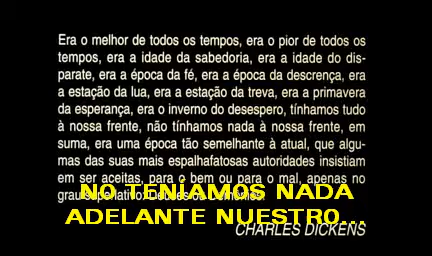 Era o melhor de todos os tempos, era o pior de todos os
tempos, era a idade da sabedoria, era a idade do dis-
parate, era a época da fé, era a época da descrença, era
a estação da lua, era a estação da treva, era a primavera
da esperança, era o inverno do desespero, tínhamos tudo
à nossa frente, não tínhamos nada à nossa frente, em
suma, era uma época tão semelhante à atual, que algu-
mas das suas mais espalhafatosas autoridades insistiam
em ser aceitas, para o bem ou para o mal, apenas no
grau superlativo:
NO TENÍAMOS NADA
ADELANTE NUESTRO...
CHARLES DICKENS